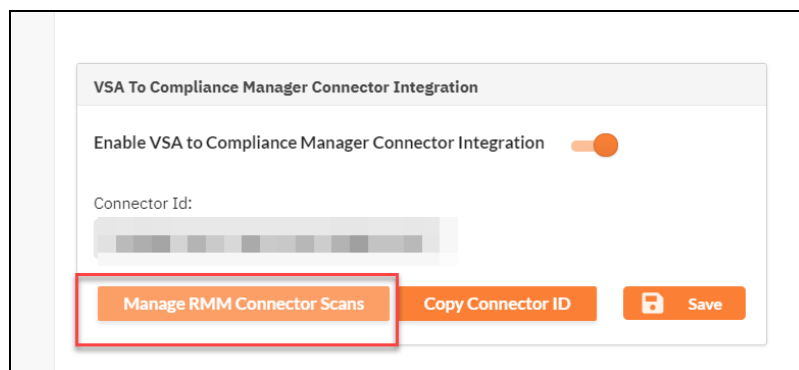 VSA To Compliance Manager Connector Integration
Enable VSA to Compliance Manager Connector Integration
Connector Id:
Manage RMM Connector Scans Copy Connector ID Save